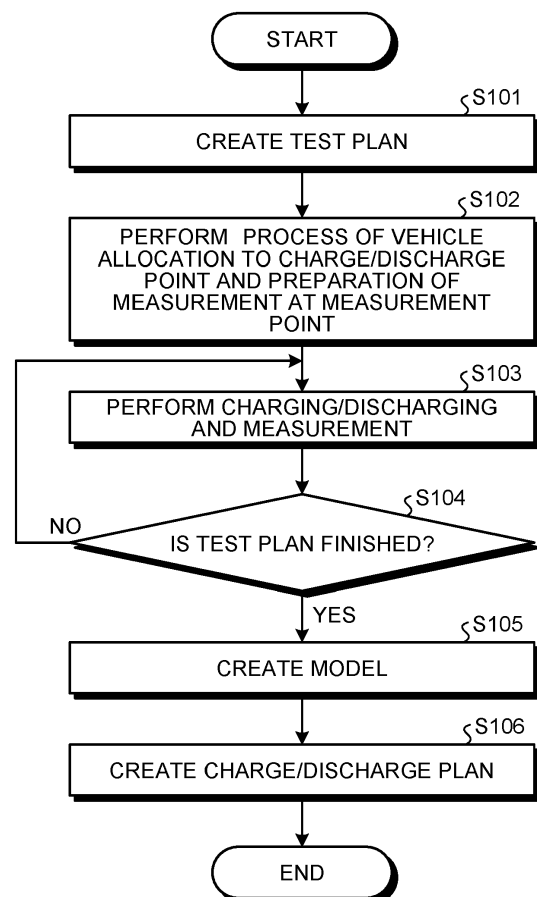 START
S101
CREATE TEST PLAN
S102
PERFORM PROCESS OF VEHICLE
ALLOCATION TO CHARGE/DISCHARGE
POINT AND PREPARATION OF
MEASUREMENT AT MEASUREMENT
POINT
S103
PERFORM CHARGING/DISCHARGING
AND MEASUREMENT
S104
NO
IS TEST PLAN FINISHED?
YES
S105
CREATE MODEL
S106
CREATE CHARGE/DISCHARGE PLAN
END